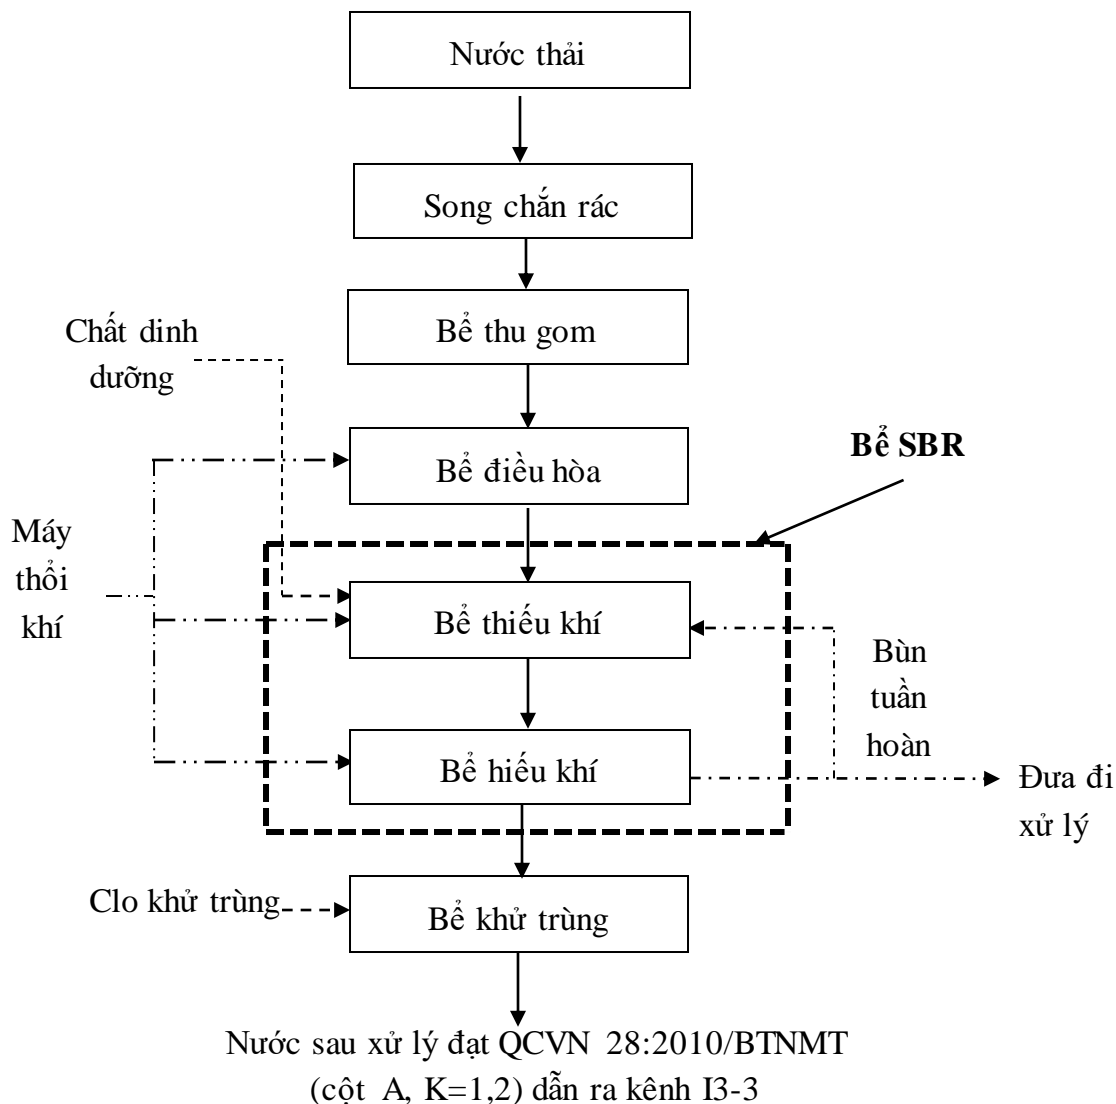 Nước thải
Song chắn rác
Bể thu gom
Chất dinh
dưỡng
Bể điều hòa
Bể SBR
Máy
thổi
khí
Bể thiếu khí
Bùn
tuần
hoàn
Bể hiếu khí
Đưa đi
xử lý
Clo khử trùng
Bể khử trùng
Nước sau xử lý đạt QCVN 28:2010/BTNMT
(cột A, K=1,2) dẫn ra kênh I3-3